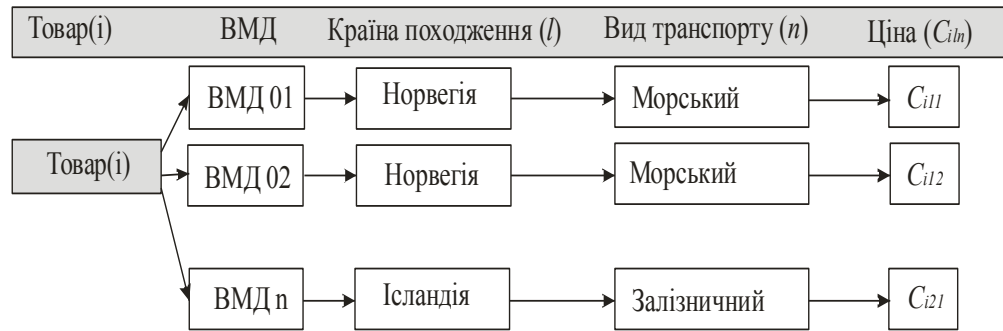 Товар(і) ВМД Країна походження (l) Вид транспорту (n) Ціна (Ciln)
ВМД 01 Норвегія Морський Ci11
Товар(і)
ВМД 02 Норвегія Морський Ci12
ВМД n Ісландія Залізничний Ci21